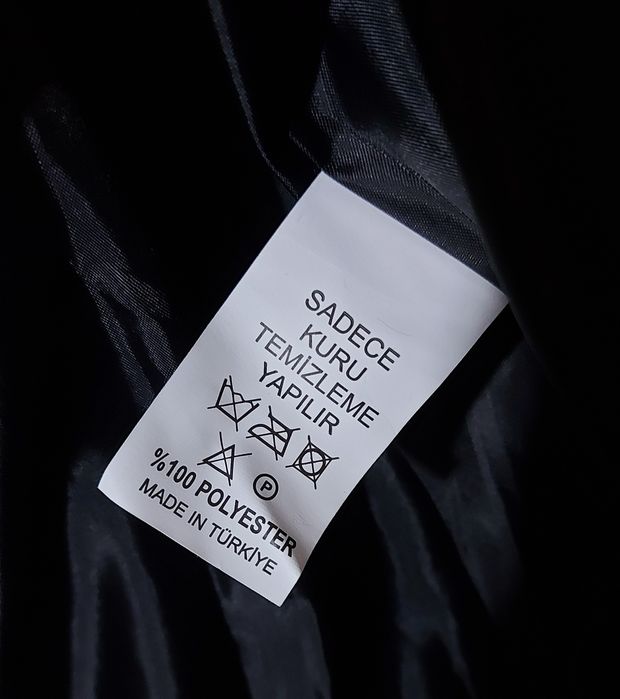 SADECE
KURU
TEMİZLEME
YAPILIR
P
%100 POLYESTER
MADE IN TÜRKİYE